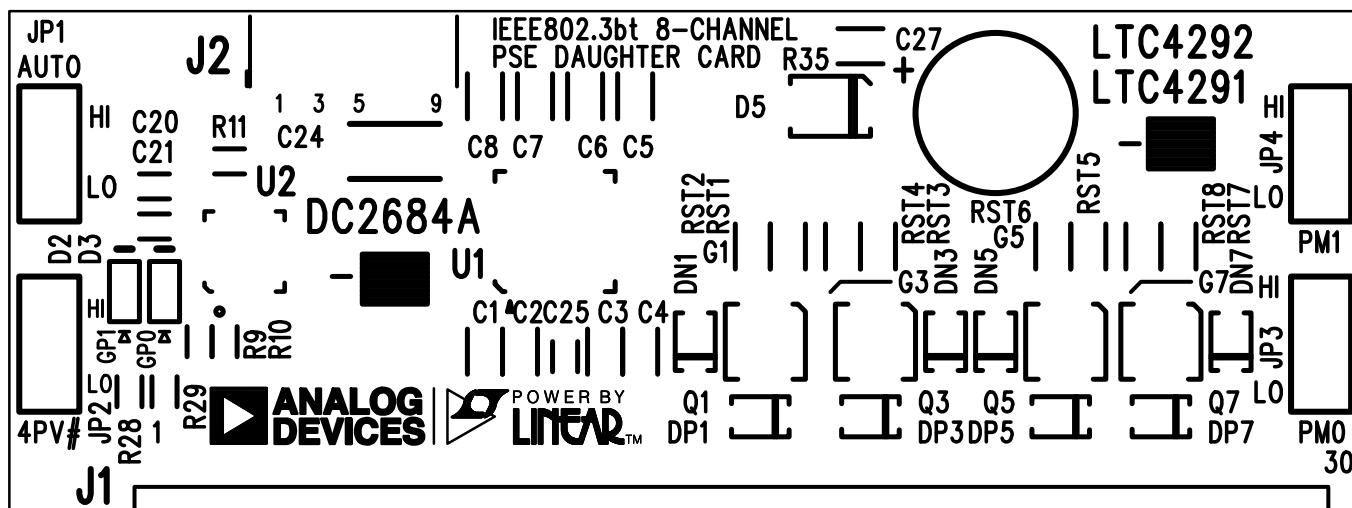 JP1
AUTO
J2
IEEE802.3bt 8-CHANNEL
PSE DAUGHTER CARD
R35
C27
+
LTC4292
LTC4291
HI
LO
C20
C21
R11
1 3 5 9
C24
D5
HI
JP4
LO
PM1
C8 C7 C6 C5
U2
DC2684A
U1
RST2
RST1
G1
DN1
RST4
RST3
G3
DN3
RST6
G5
RST5
DN5
RST8
RST7
G7
DN7
D2
D3
HI
GP1
GP0
LO
JP2
4PV#
R28
1
R29
R9
R10
C1 C2 C25 C3 C4
HI
JP3
LO
PM0
30
ANALOG
DEVICES
POWER BY
LINEAR™
Q1
DP1
Q3
DP3
Q5
DP5
Q7
DP7
J1